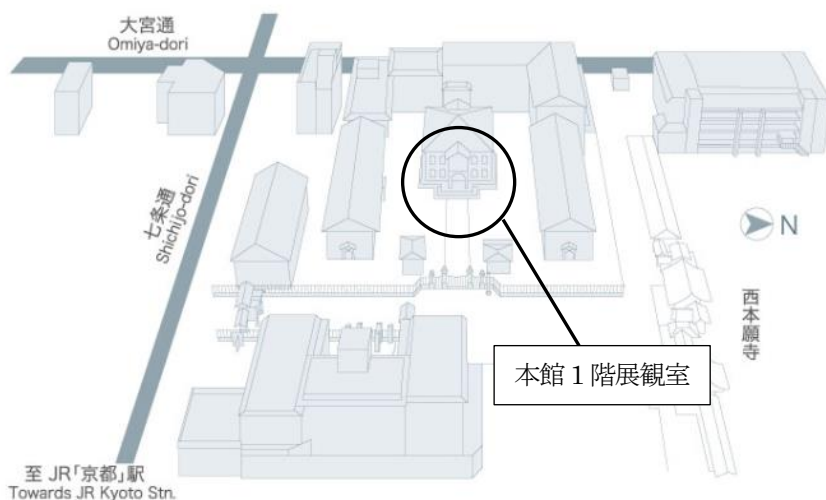 大宮通
Omiya-dori
七条通
Shichijo-dori
N
西本願寺
本館１階展観室
至 JR「京都」駅
Towards JR Kyoto Stn.